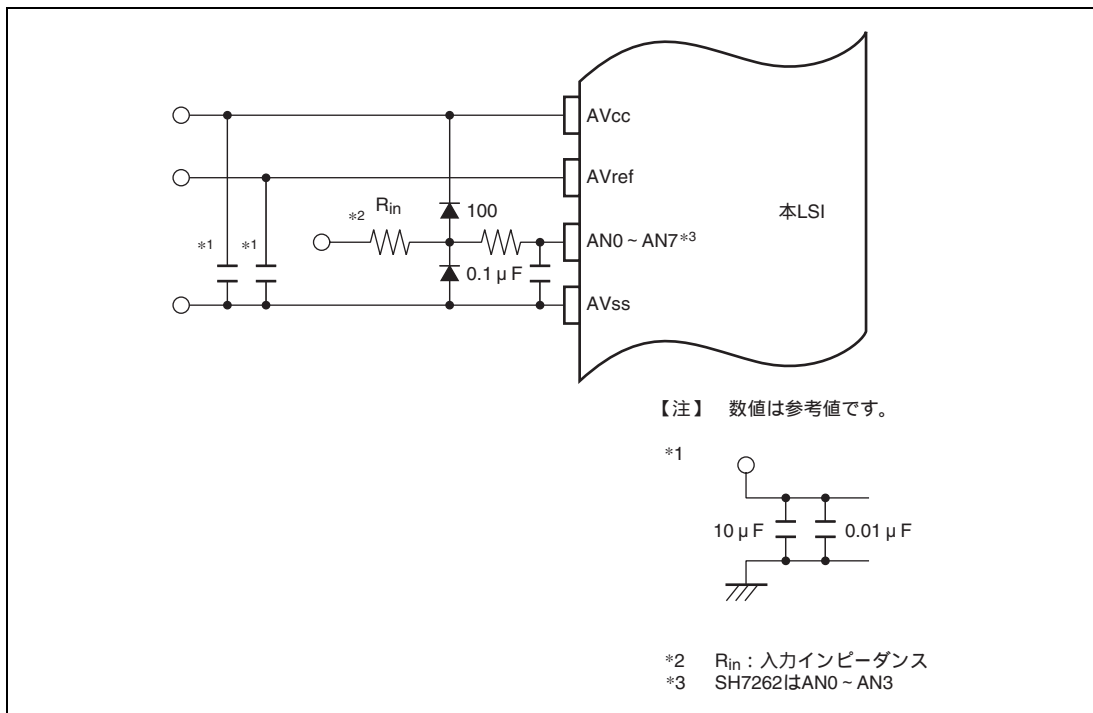 AVcc
AVref
*2 Rin
100
本LSI
*1 *1
AN0 ~ AN7*3
0.1 μ F
AVss
【注】 数値は参考値です。
*1
10 μ F 0.01 μ F
*2 Rin : 入力インピーダンス
*3 SH7262はAN0 ~ AN3